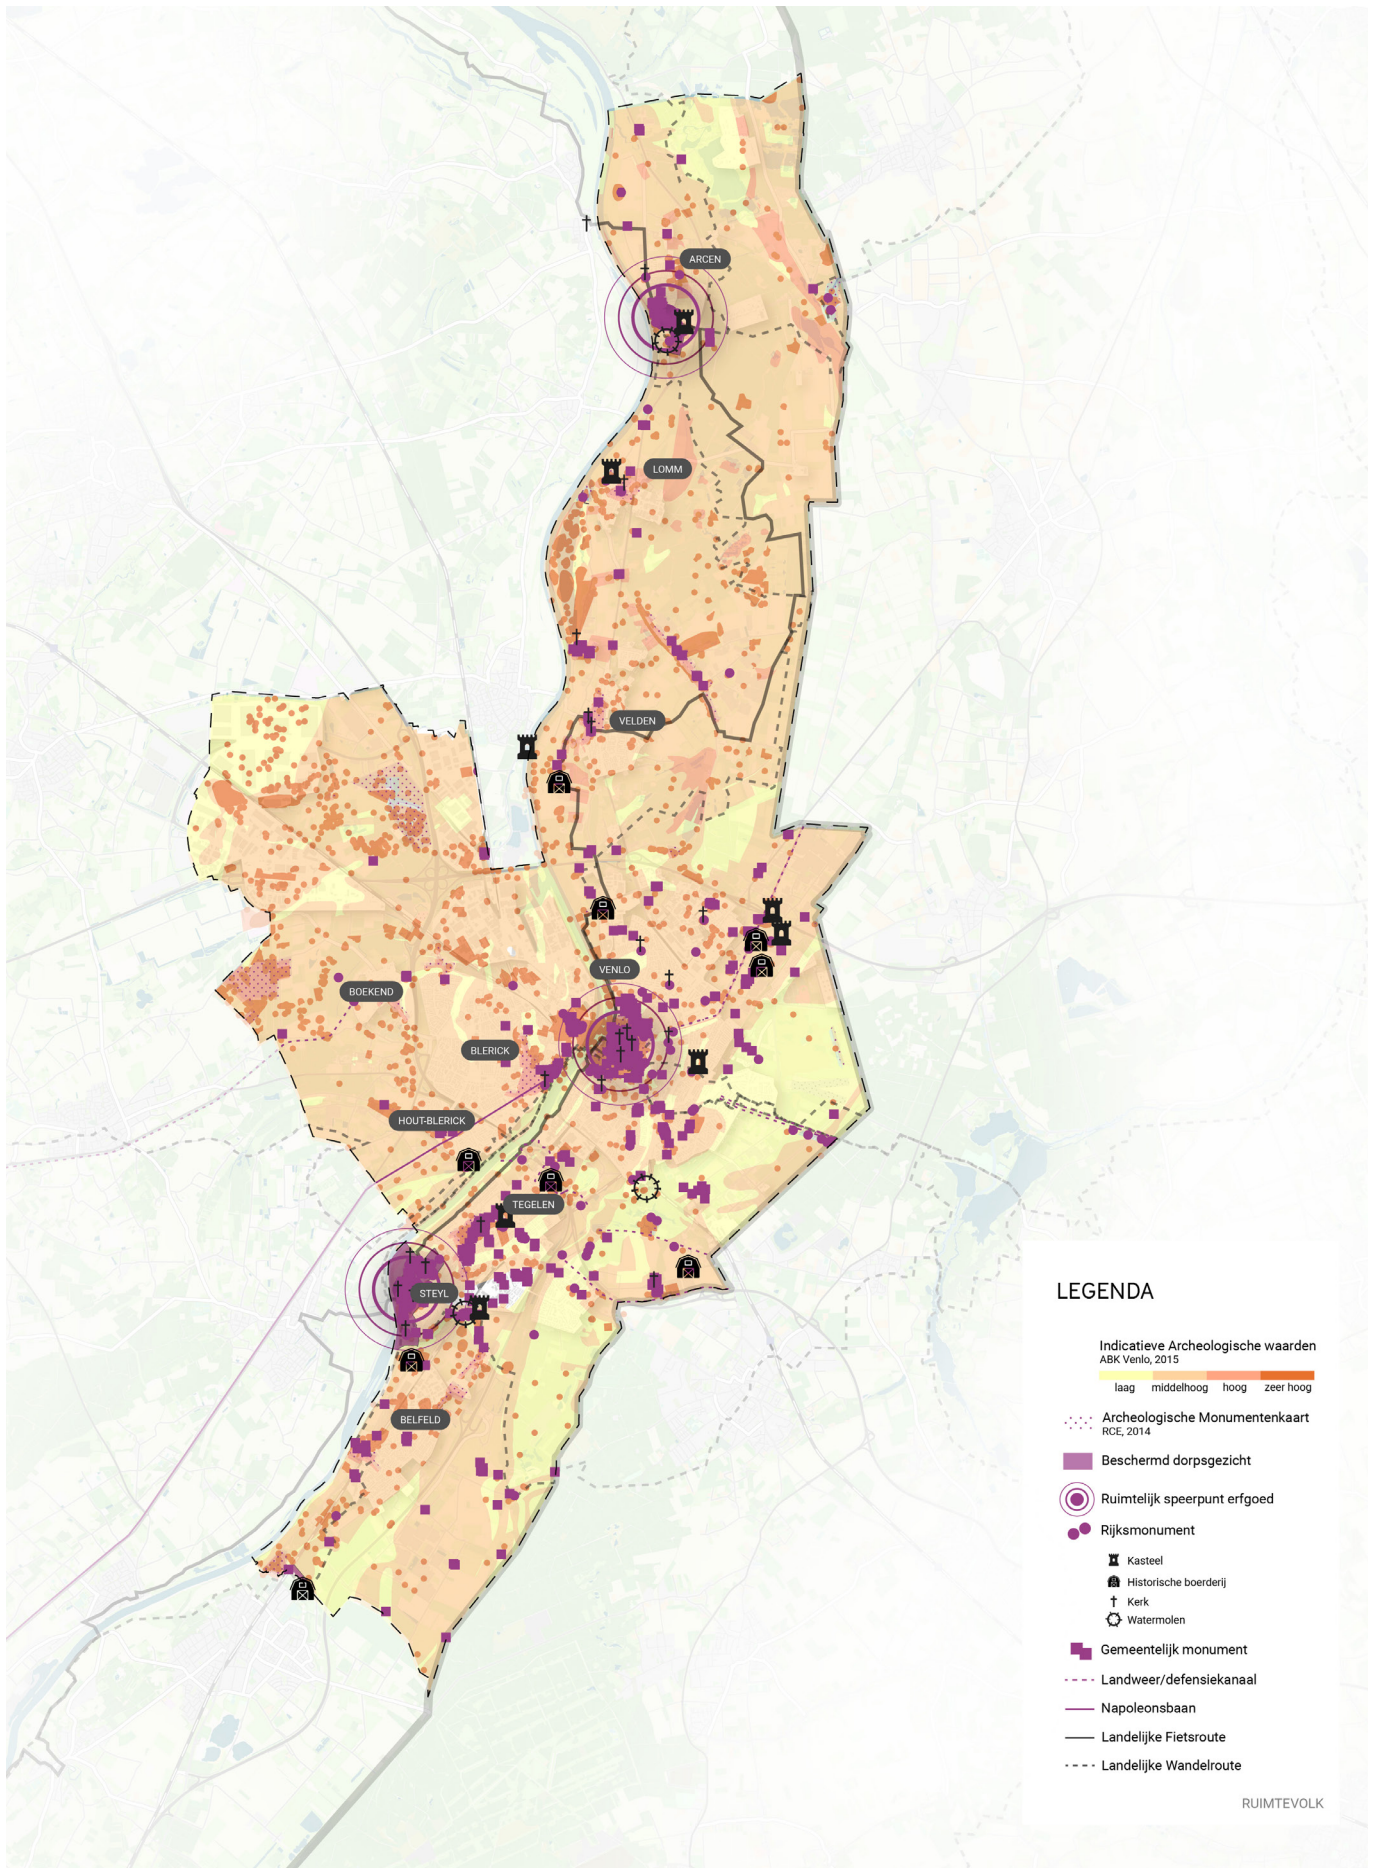 ARCEN
LOMM
VELDEN
VENLO
BOEKEND
BLERICK
HOUT-BLERICK
TEGELEN
STEYL
BELFELD
LEGENDA
Indicatieve Archeologische waarden
ABK Venlo, 2015
laag middelhoog hoog zeer hoog
Archeologische Monumentenkaart
RCE, 2014
Beschermd dorpsgezicht
Ruimtelijk speerpunt erfgoed
Rijksmonument
Kasteel
Historische boerderij
Kerk
Watermolen
Gemeentelijk monument
Landweer/defensiekanaal
Napoleonsbaan
Landelijke Fietsroute
Landelijke Wandelroute
RUIMTEVOLK